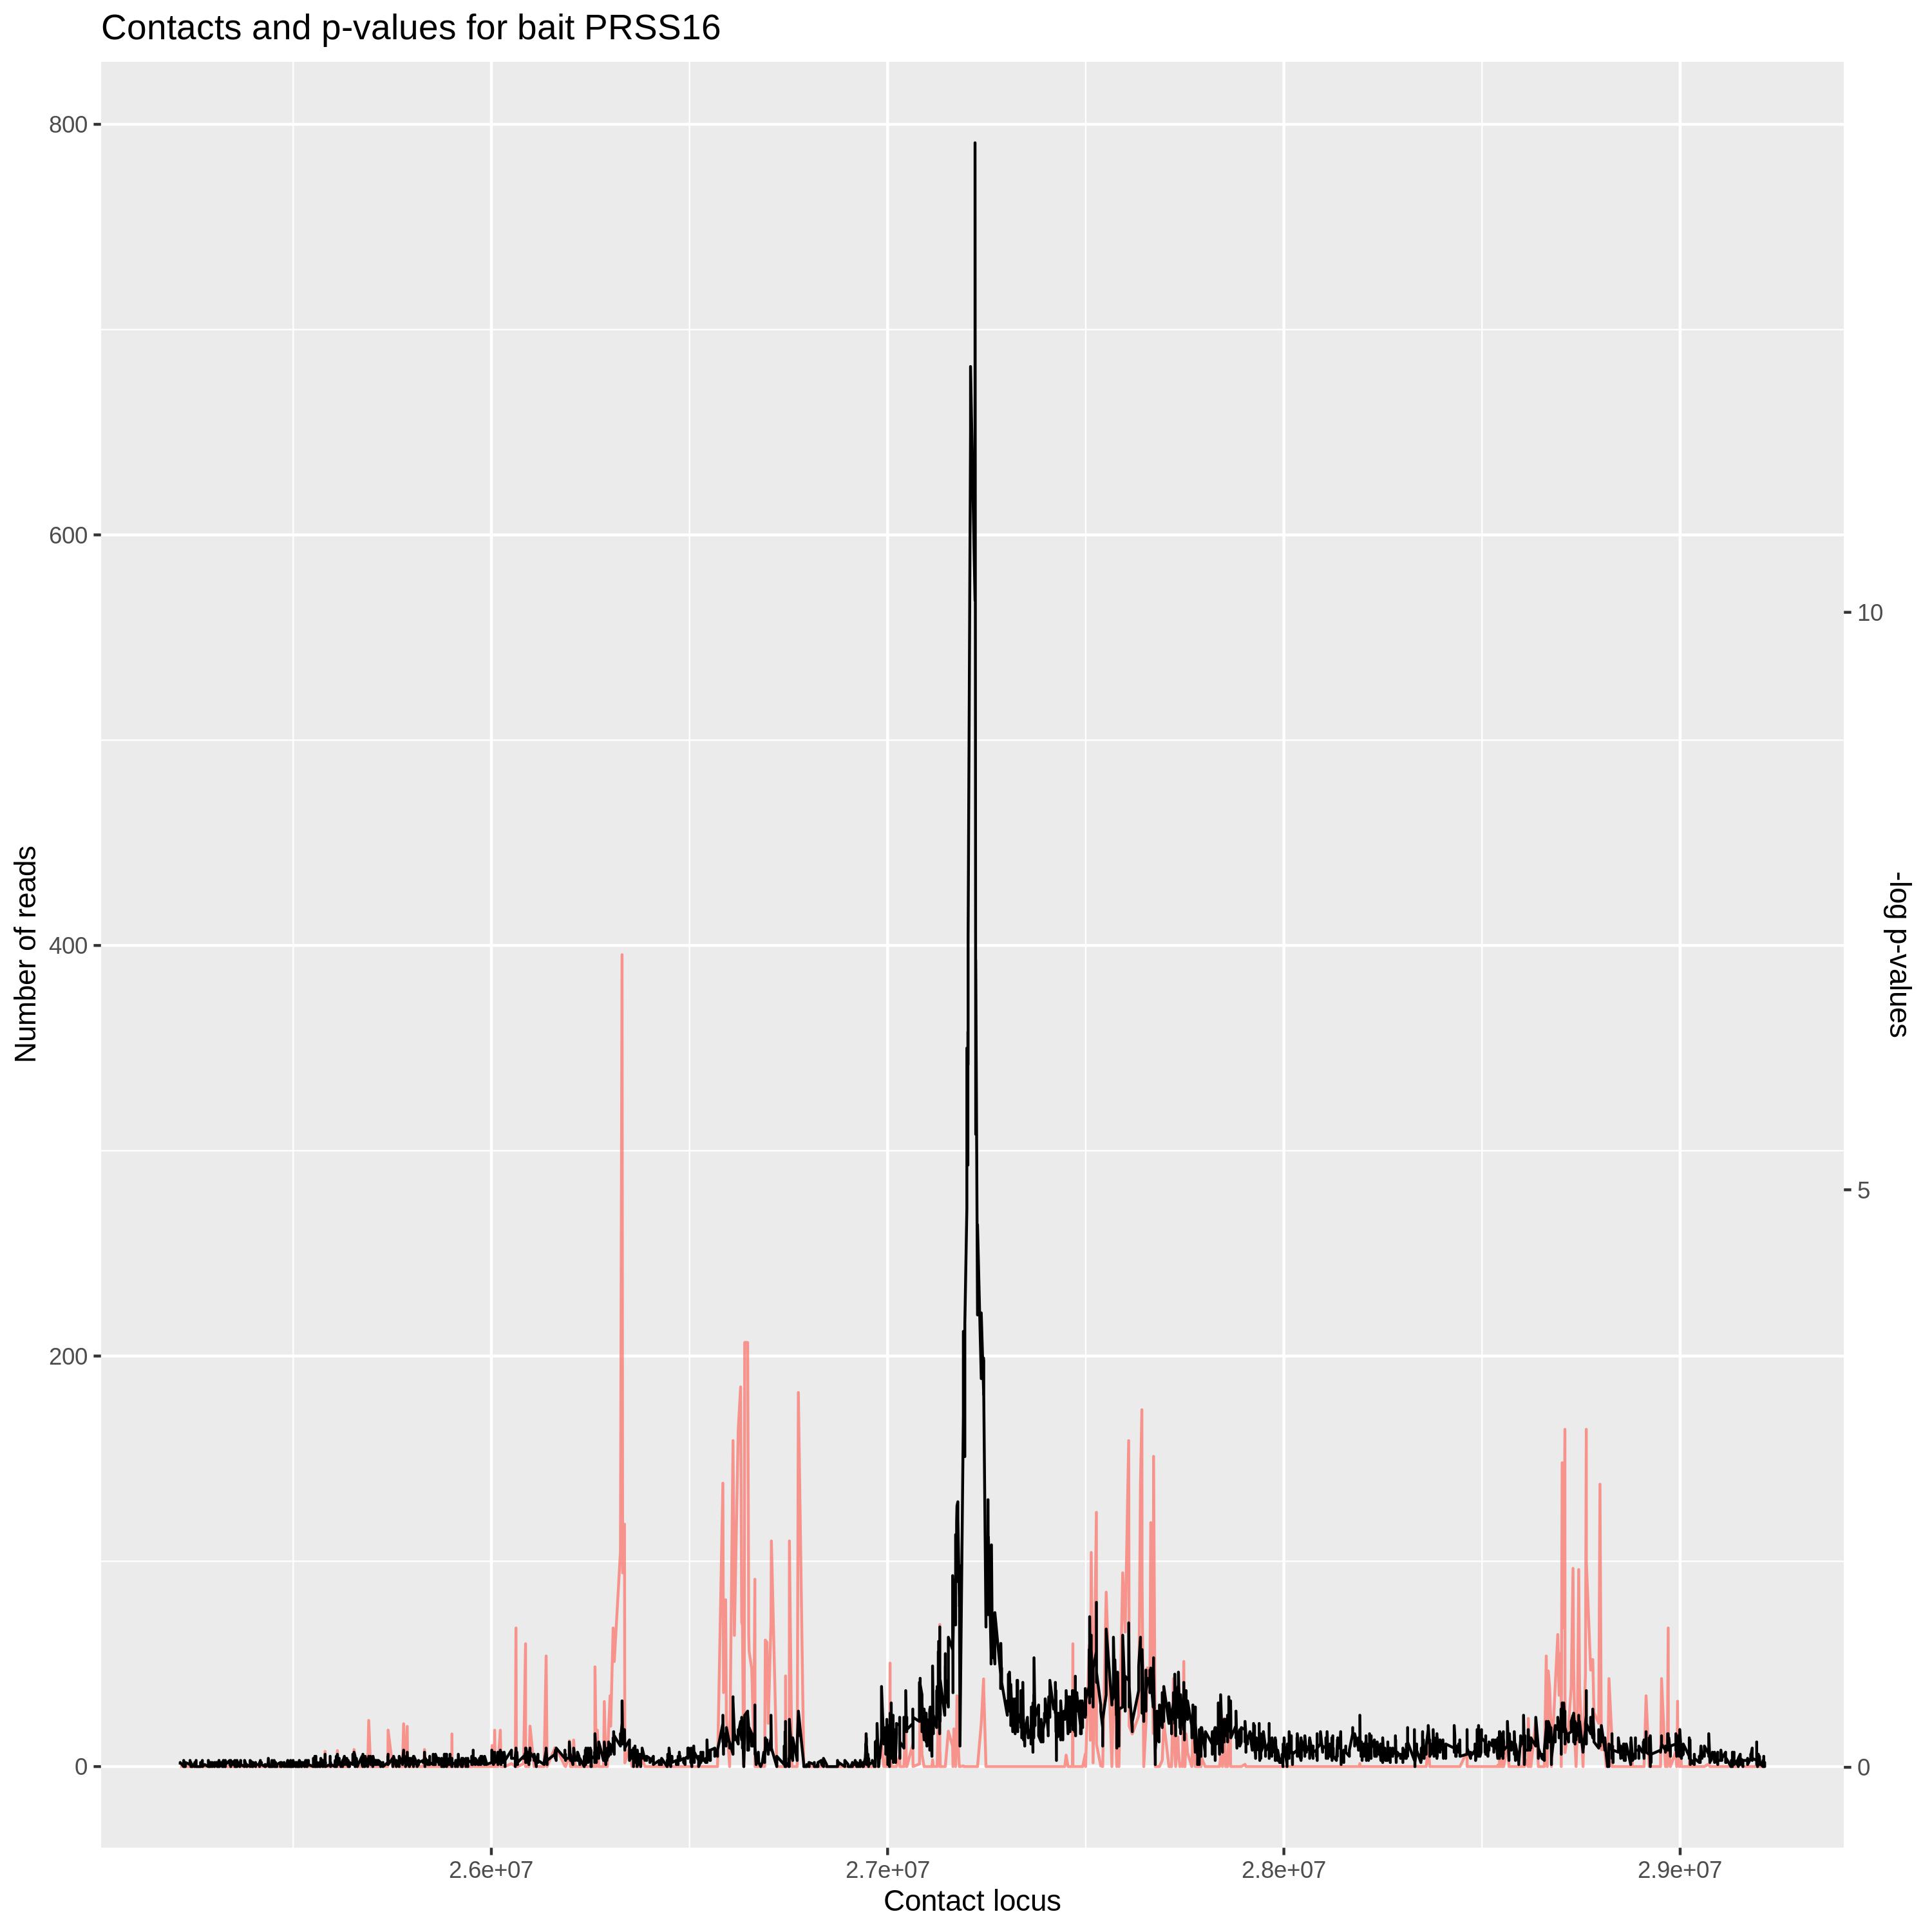 Contacts and p-values for bait PRSS16
800
600
400
200
0
Number of reads
10
5
0
-log p-values
2.6e+07 2.7e+07 2.8e+07 2.9e+07
Contact locus